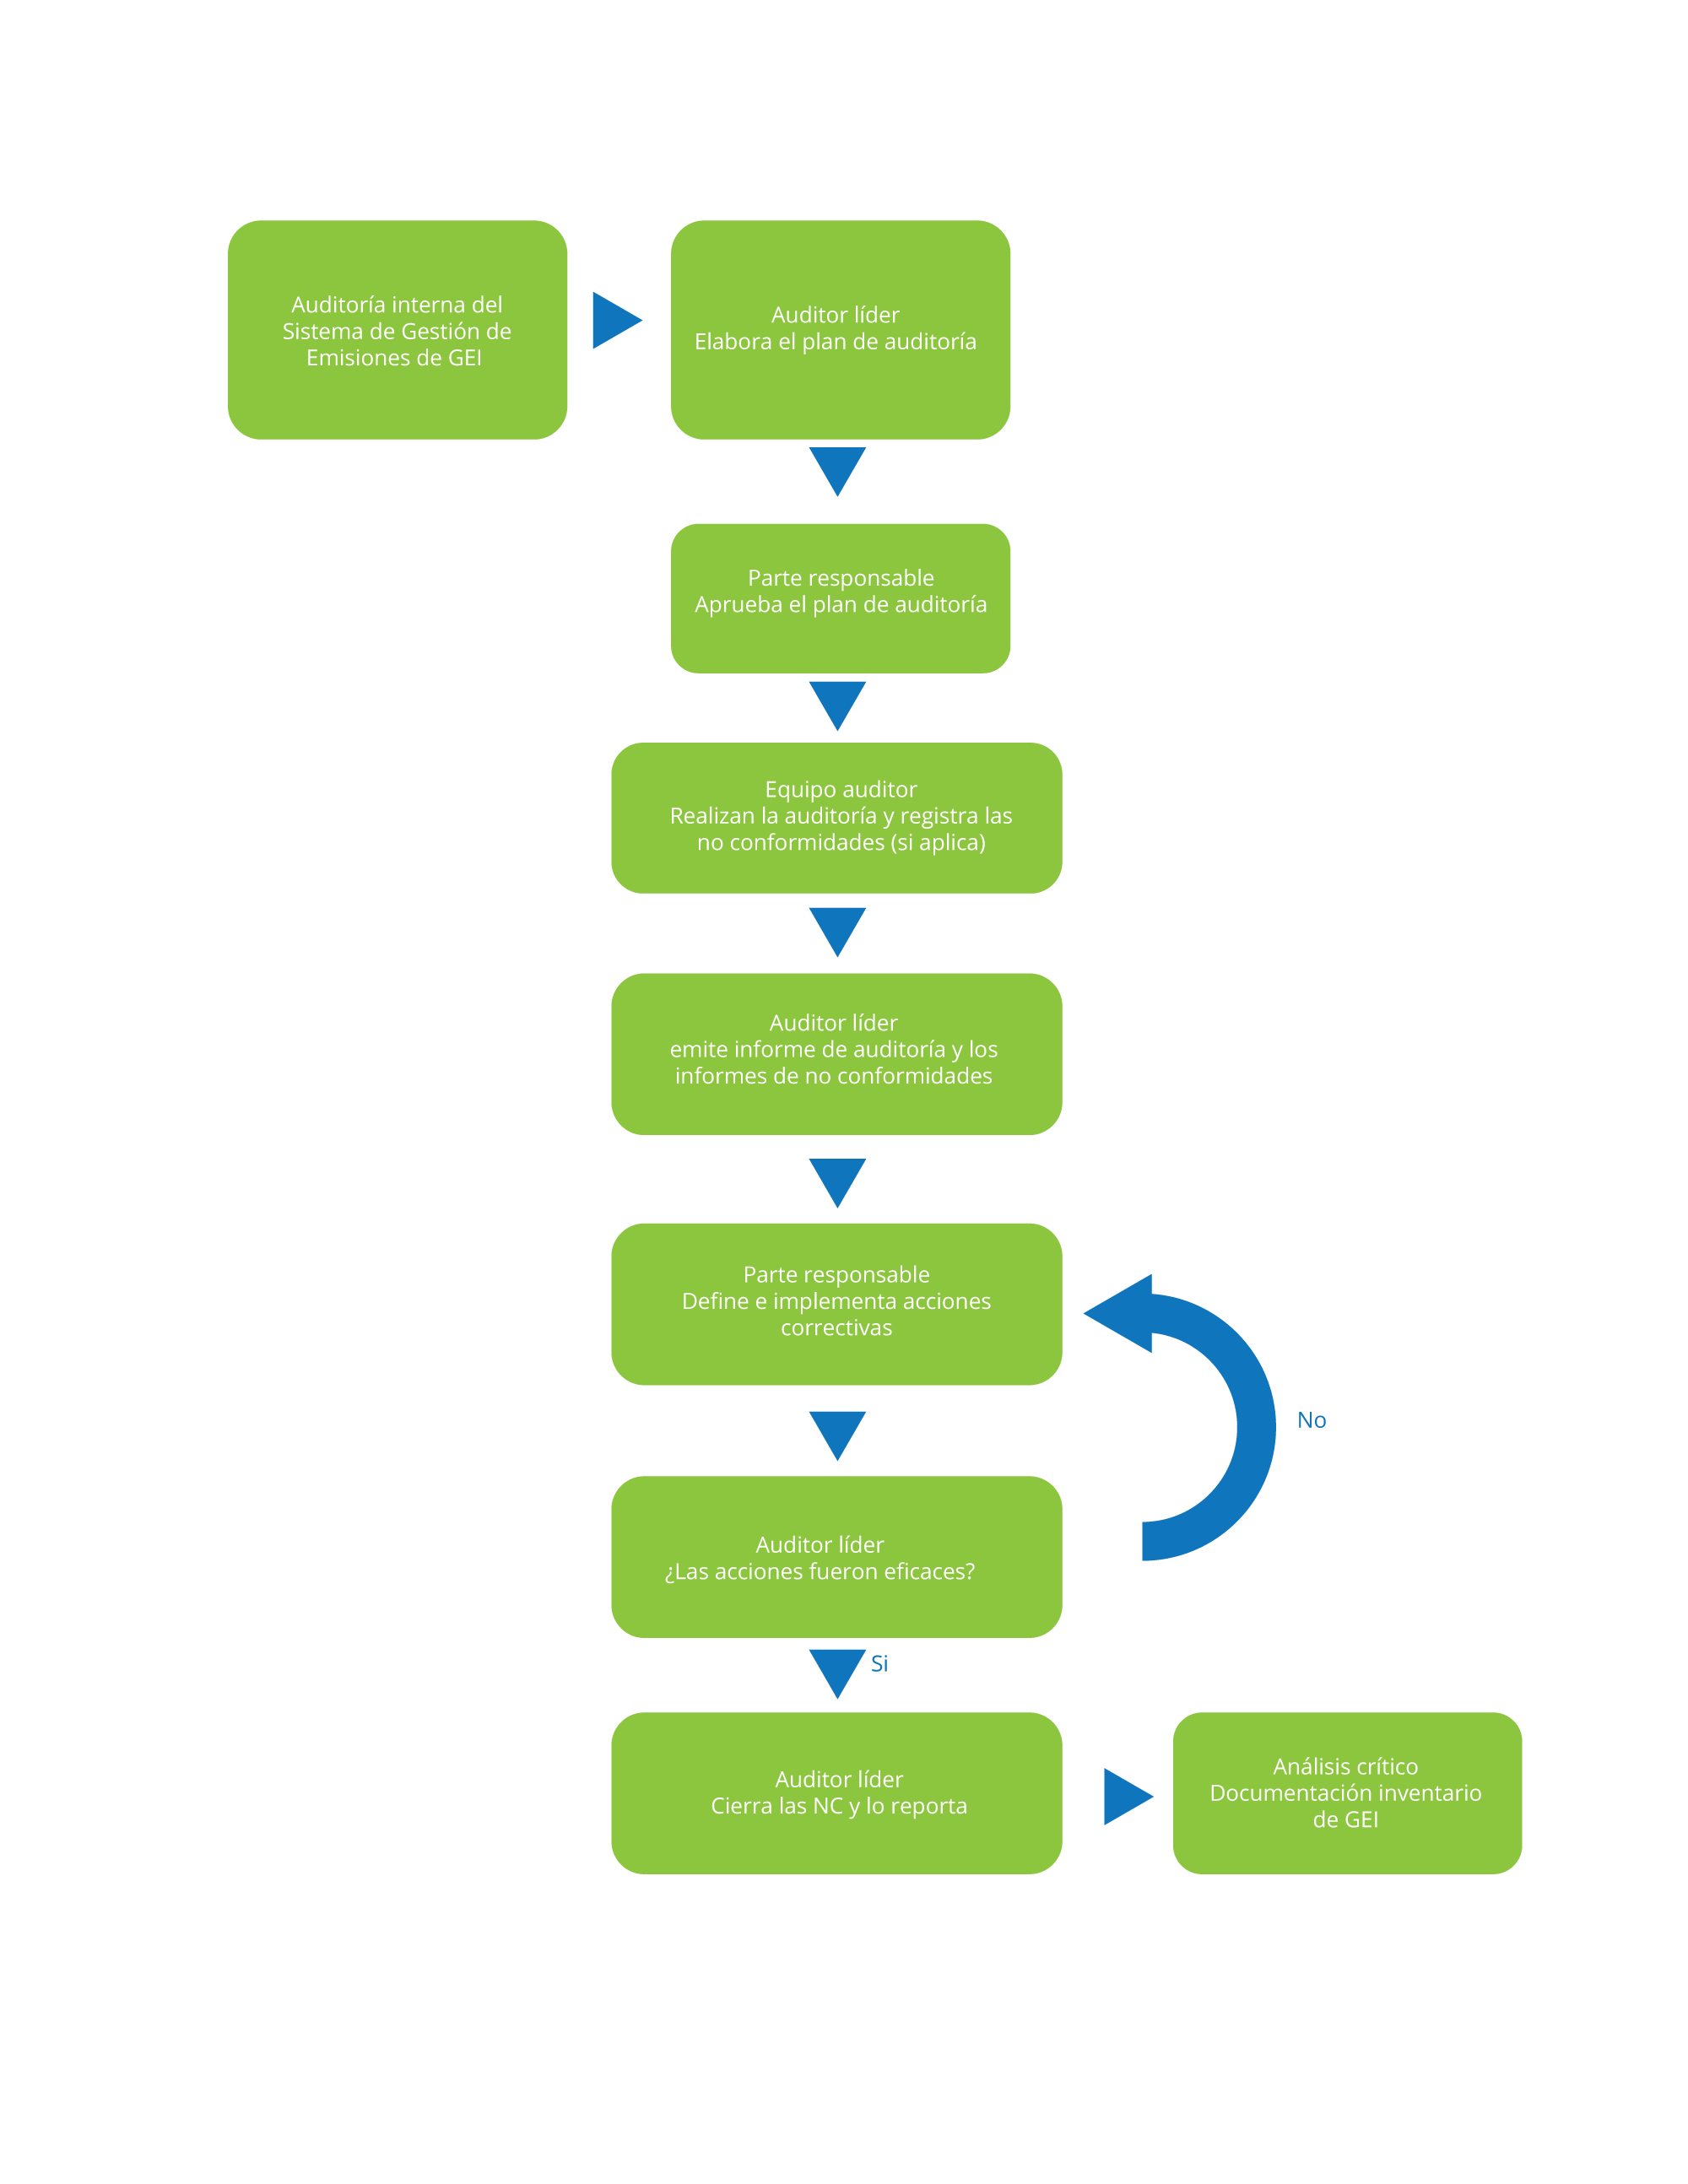 Auditoría interna del
Sistema de Gestión de
Emisiones de GEI
Auditor líder
Elabora el plan de auditoría
Parte responsable
Aprueba el plan de auditoría
Equipo auditor
Realizan la auditoría y registra las
no conformidades (si aplica)
Auditor líder
emite informe de auditoría y los
informes de no conformidades
Parte responsable
Define e implementa acciones
correctivas
No
Auditor líder
¿Las acciones fueron eficaces?
Si
Auditor líder
Cierra las NC y lo reporta
Análisis crítico
Documentación inventario
de GEI